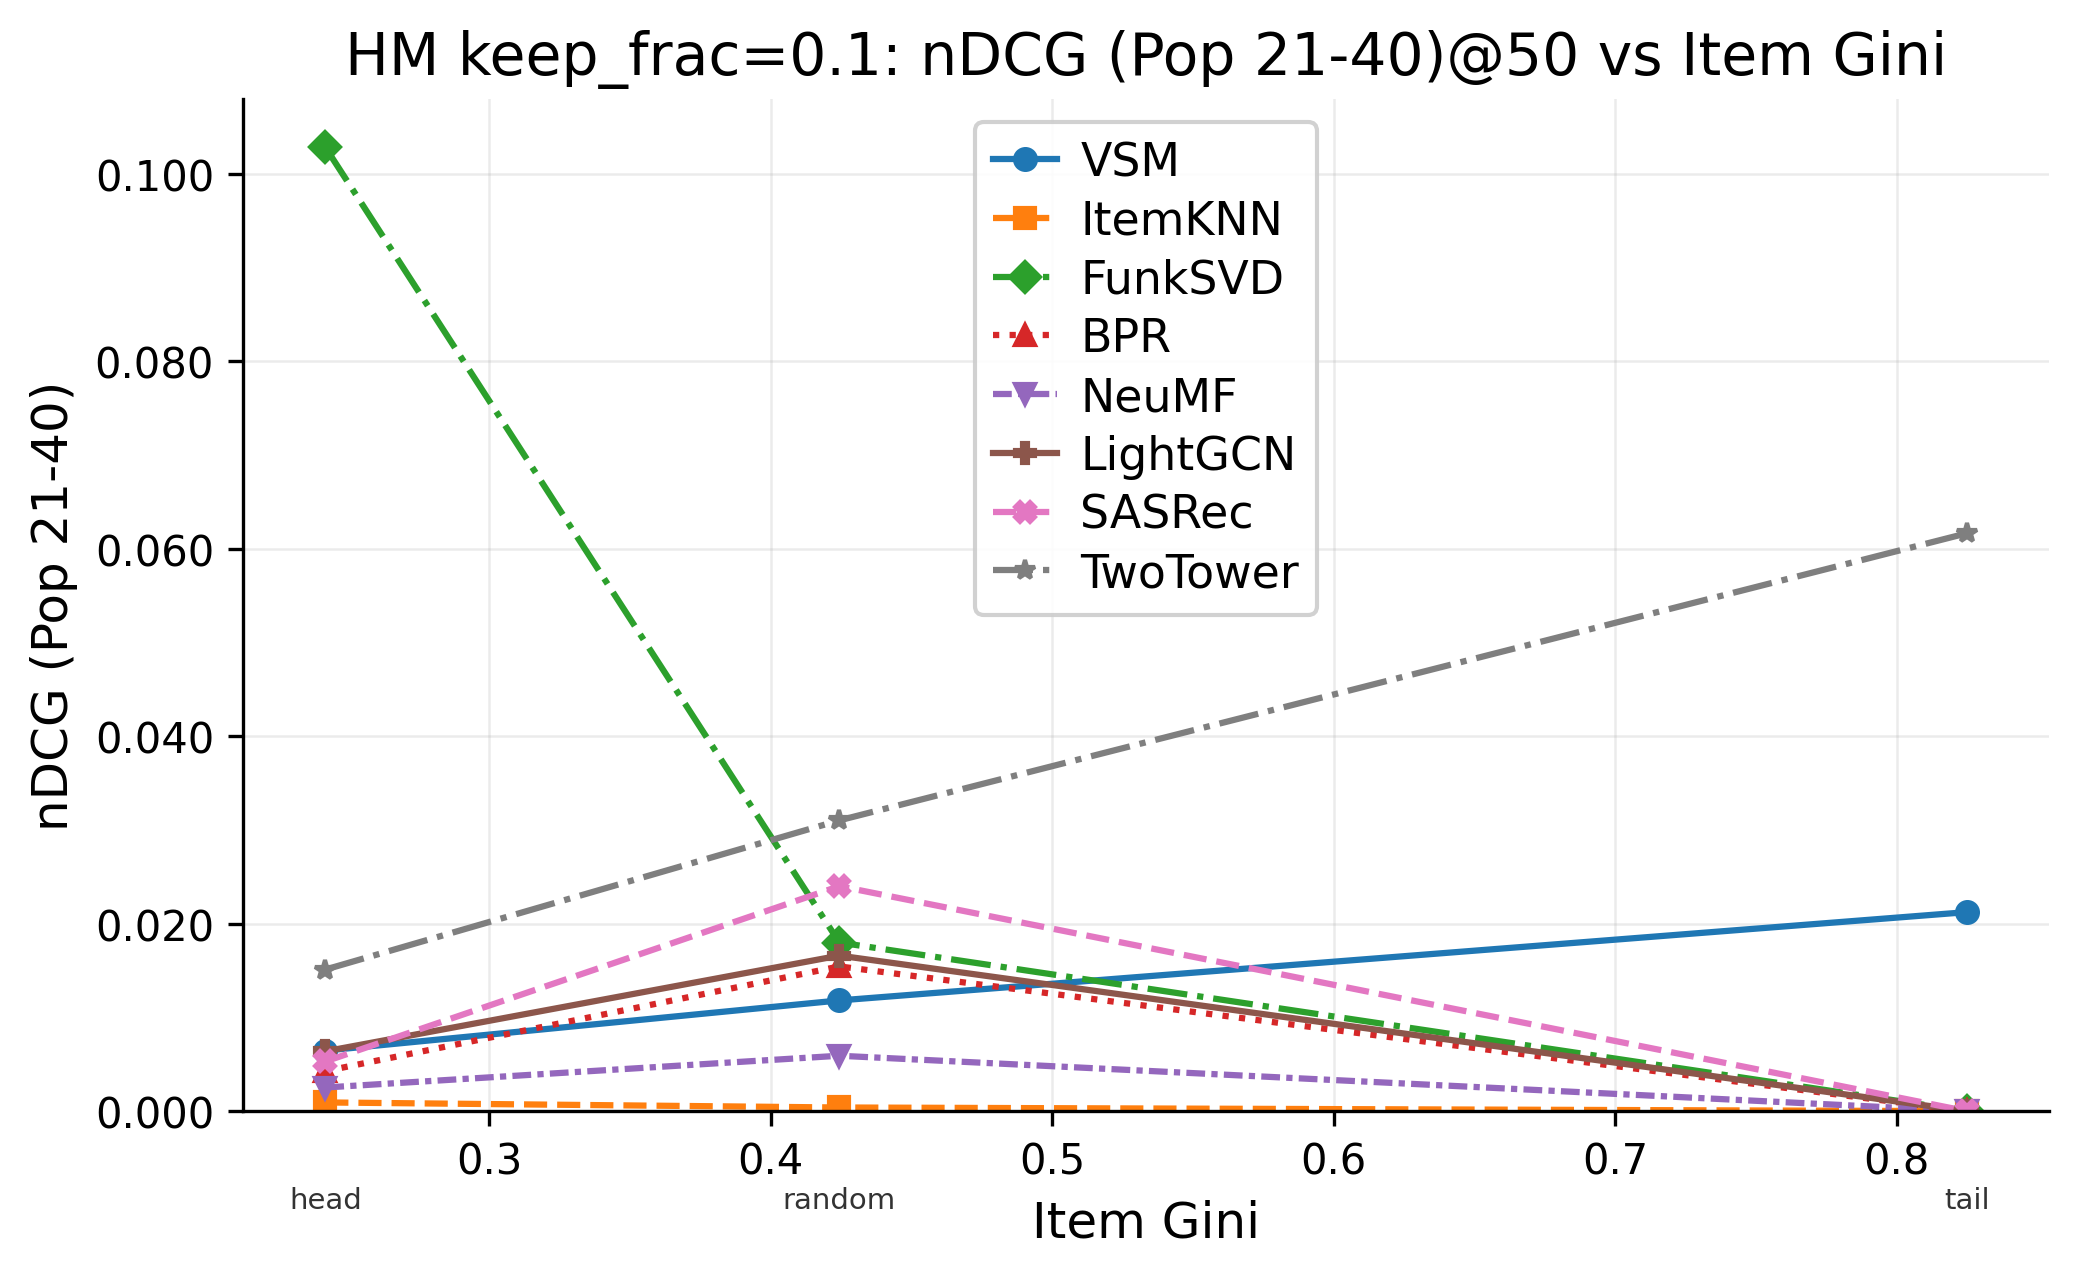 HM keep_frac=0.1: nDCG (Pop 21-40)@50 vs Item Gini
nDCG (Pop 21-40)
0.100
0.080
0.060
0.040
0.020
0.000
VSM
ItemKNN
FunkSVD
BPR
NeuMF
LightGCN
SASRec
TwoTower
0.3 0.4 0.5 0.6 0.7 0.8
head random tail
Item Gini